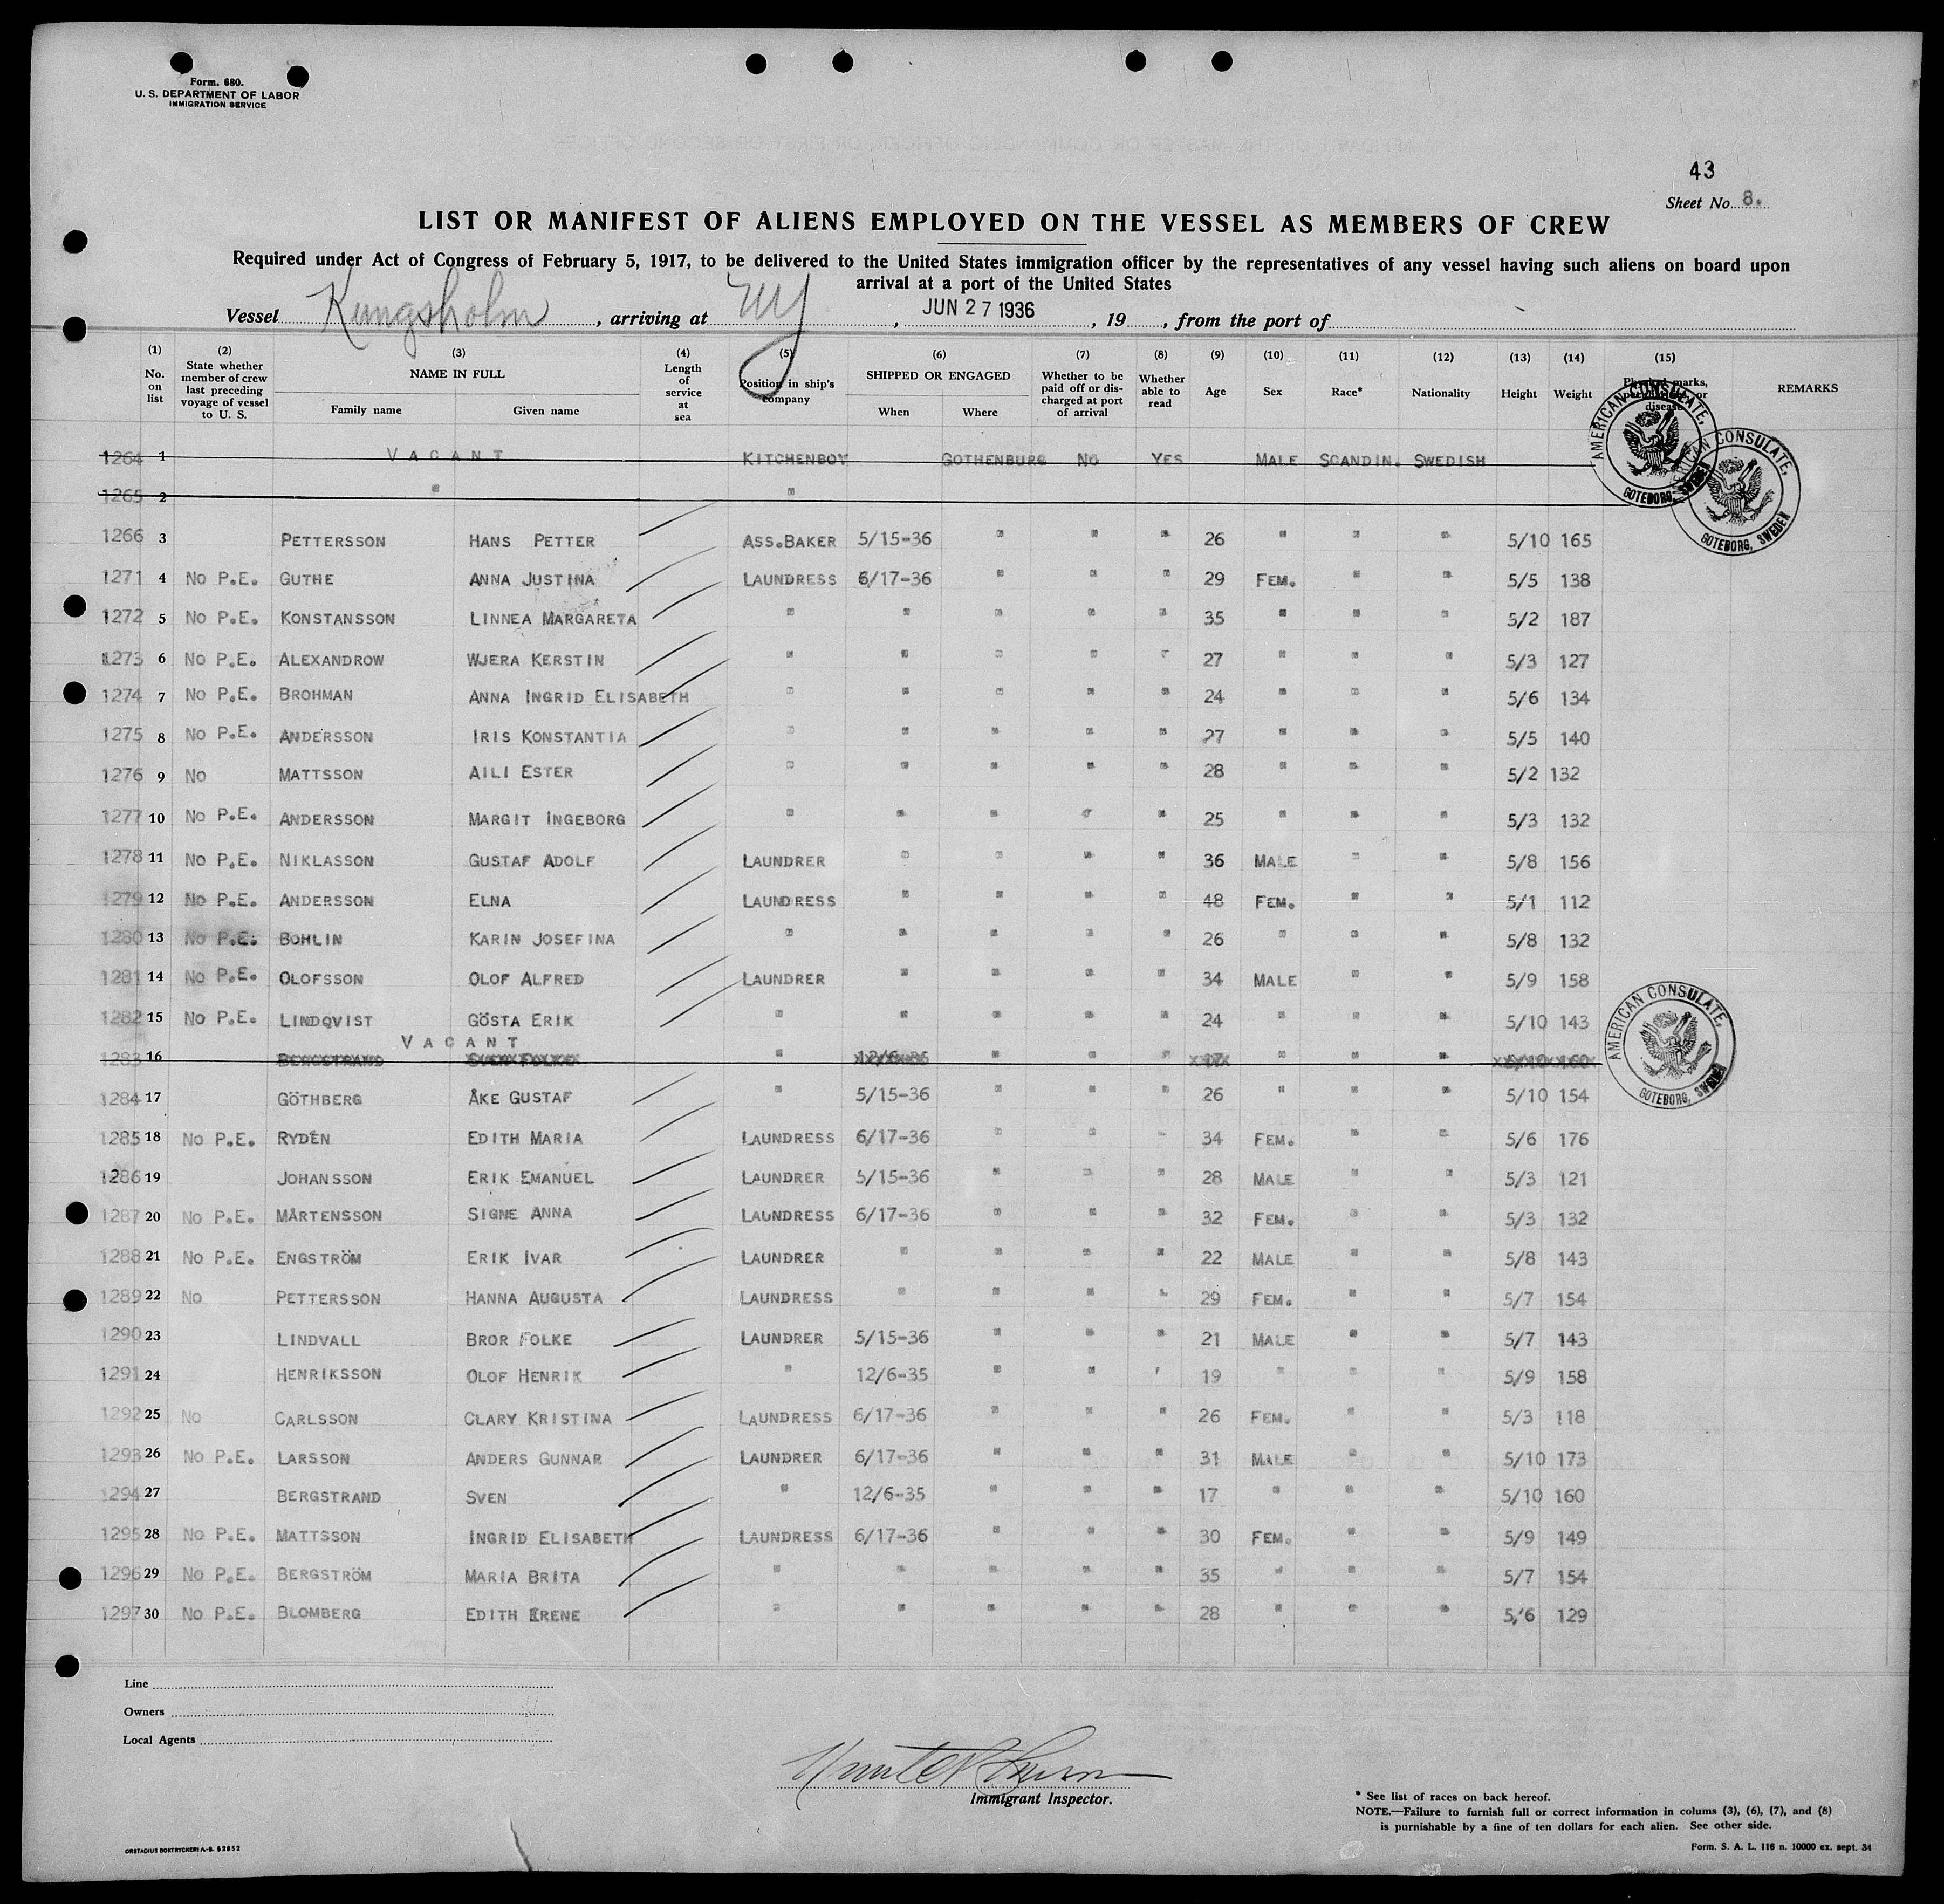 Form. 680.
U. S. DEPARTMENT OF LABOR
IMMIGRATION SERVICE
43
Sheet No. 8.
LIST OR MANIFEST OF ALIENS EMPLOYED ON THE VESSEL AS MEMBERS OF CREW
Required under Act of Congress of February 5, 1917, to be delivered to the United States immigration officer by the representatives of any vessel having such aliens on board upon
arrival at a port of the United States
Vessel Kungsholm, arriving at NY, JUN 27 1936, 19, from the port of
(1) No. on list (2) State whether member of crew last preceding voyage of vessel to U. S. (3) NAME IN FULL Family name Given name (4) Length of service at sea (5) Position in ship's company (6) SHIPPED OR ENGAGED When Where (7) Whether to be paid off or discharged at port of arrival (8) Whether able to read (9) Age (10) Sex (11) Race* (12) Nationality (13) Height (14) Weight (15) Physical marks, or disease REMARKS
1264 1 VACANT KITCHENBOY GOTHENBURG NO YES MALE SCANDIN. SWEDISH
1265 2 " "
1266 3 PETTERSSON HANS PETTER ASS.BAKER 5/15-36 " " " 26 " " " 5/10 165
1271 4 NO P.E. GUTHE ANNA JUSTINA LAUNDRESS 6/17-36 " " " 29 FEM. " " 5/5 138
1272 5 NO P.E. KONSTANSSON LINNEA MARGARETA " " " " " 35 " " " 5/2 187
1273 6 NO P.E. ALEXANDROW WJERA KERSTIN " " " " " 27 " " " 5/3 127
1274 7 NO P.E. BROHMAN ANNA INGRID ELISABETH " " " " " 24 " " " 5/6 134
1275 8 NO P.E. ANDERSSON IRIS KONSTANTIA " " " " " 27 " " " 5/5 140
1276 9 NO MATTSSON AILI ESTER " " " " " 28 " " " 5/2 132
1277 10 NO P.E. ANDERSSON MARGIT INGEBORG " " " " " 25 " " " 5/3 132
1278 11 NO P.E. NIKLASSON GUSTAF ADOLF LAUNDRER " " " " 36 MALE " " 5/8 156
1279 12 NO P.E. ANDERSSON ELNA LAUNDRESS " " " " 48 FEM. " " 5/1 112
1280 13 NO P.E. BOHLIN KARIN JOSEFINA " " " " " 26 " " " 5/8 132
1281 14 NO P.E. OLOFSSON OLOF ALFRED LAUNDRER " " " " 34 MALE " " 5/9 158
1282 15 NO P.E. LINDQVIST GÖSTA ERIK " " " " " 24 " " " 5/10 143
VACANT
1283 16 BERGSTRAND SVEN FOLKE " 12/6-35 " " " 17 " " " 5/10 160
1284 17 GÖTHBERG ÅKE GUSTAF " 5/15-36 " " " 26 " " " 5/10 154
1285 18 NO P.E. RYDÉN EDITH MARIA LAUNDRESS 6/17-36 " " " 34 FEM. " " 5/6 176
1286 19 JOHANSSON ERIK EMANUEL LAUNDRER 5/15-36 " " " 28 MALE " " 5/3 121
1287 20 NO P.E. MÅRTENSSON SIGNE ANNA LAUNDRESS 6/17-36 " " " 32 FEM. " " 5/3 132
1288 21 NO P.E. ENGSTRÖM ERIK IVAR LAUNDRER " " " " 22 MALE " " 5/8 143
1289 22 NO PETTERSSON HANNA AUGUSTA LAUNDRESS " " " " 29 FEM. " " 5/7 154
1290 23 LINDVALL BROR FOLKE LAUNDRER 5/15-36 " " " 21 MALE " " 5/7 143
1291 24 HENRIKSSON OLOF HENRIK " 12/6-35 " " " 19 " " " 5/9 158
1292 25 NO CARLSSON CLARY KRISTINA LAUNDRESS 6/17-36 " " " 26 FEM. " " 5/3 118
1293 26 NO P.E. LARSSON ANDERS GUNNAR LAUNDRER 6/17-36 " " " 31 MALE " " 5/10 173
1294 27 BERGSTRAND SVEN " 12/6-35 " " " 17 " " " 5/10 160
1295 28 NO P.E. MATTSSON INGRID ELISABETH LAUNDRESS 6/17-36 " " " 30 FEM. " " 5/9 149
1296 29 NO P.E. BERGSTRÖM MARIA BRITA " " " " " 35 " " " 5/7 154
1297 30 NO P.E. BLOMBERG EDITH ERENE " " " " " 28 " " " 5/6 129
AMERICAN CONSULATE, GOTEBORG, SWEDEN
AMERICAN CONSULATE, GOTEBORG, SWEDEN
AMERICAN CONSULATE, GOTEBORG, SWEDEN
Line
Owners
Local Agents
Immigrant Inspector.
* See list of races on back hereof.
NOTE.—Failure to furnish full or correct information in colums (3), (6), (7), and (8)
is punishable by a fine of ten dollars for each alien. See other side.
ORSTADIUS BOKTRYCKERI A.-B. 52852
Form. S. A. L. 116 n. 10000 ex. sept. 34